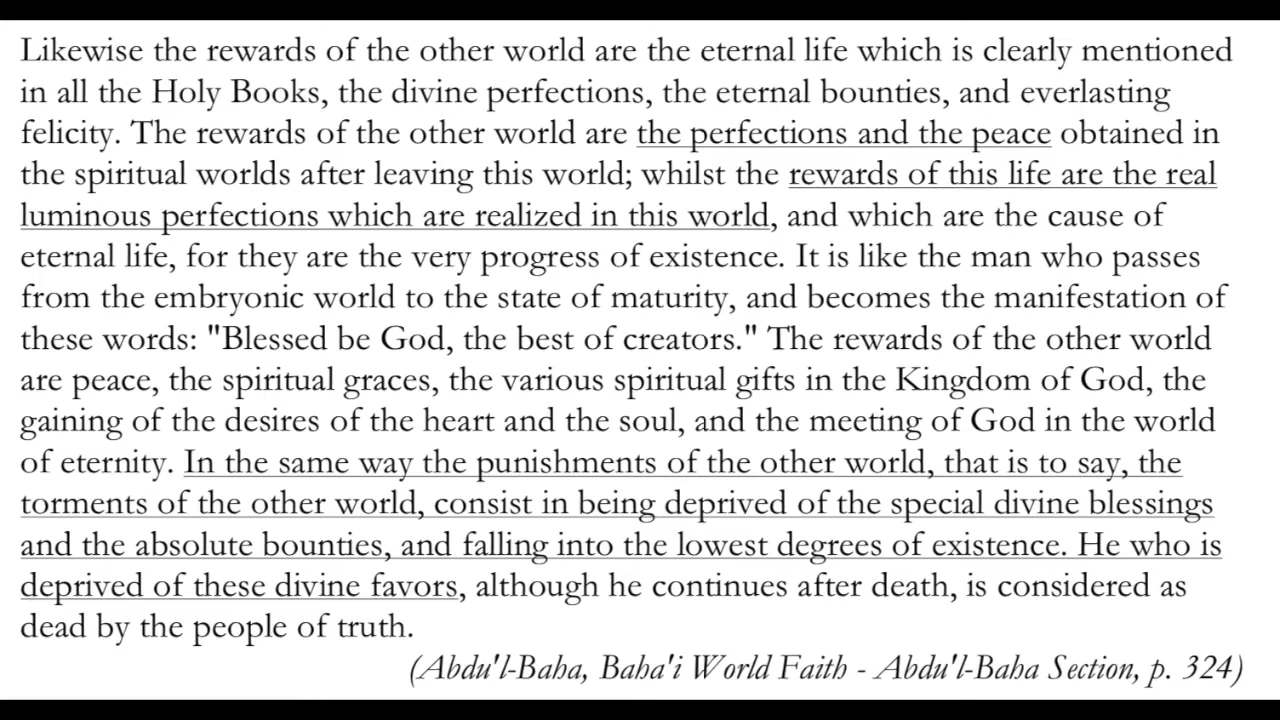 Likewise the rewards of the other world are the eternal life which is clearly mentioned
in all the Holy Books, the divine perfections, the eternal bounties, and everlasting
felicity. The rewards of the other world are the perfections and the peace obtained in
the spiritual worlds after leaving this world; whilst the rewards of this life are the real
luminous perfections which are realized in this world, and which are the cause of
eternal life, for they are the very progress of existence. It is like the man who passes
from the embryonic world to the state of maturity, and becomes the manifestation of
these words: "Blessed be God, the best of creators." The rewards of the other world
are peace, the spiritual graces, the various spiritual gifts in the Kingdom of God, the
gaining of the desires of the heart and the soul, and the meeting of God in the world
of eternity. In the same way the punishments of the other world, that is to say, the
torments of the other world, consist in being deprived of the special divine blessings
and the absolute bounties, and falling into the lowest degrees of existence. He who is
deprived of these divine favors, although he continues after death, is considered as
dead by the people of truth.
(Abdu'l-Baha, Baha'i World Faith - Abdu'l-Baha Section, p. 324)